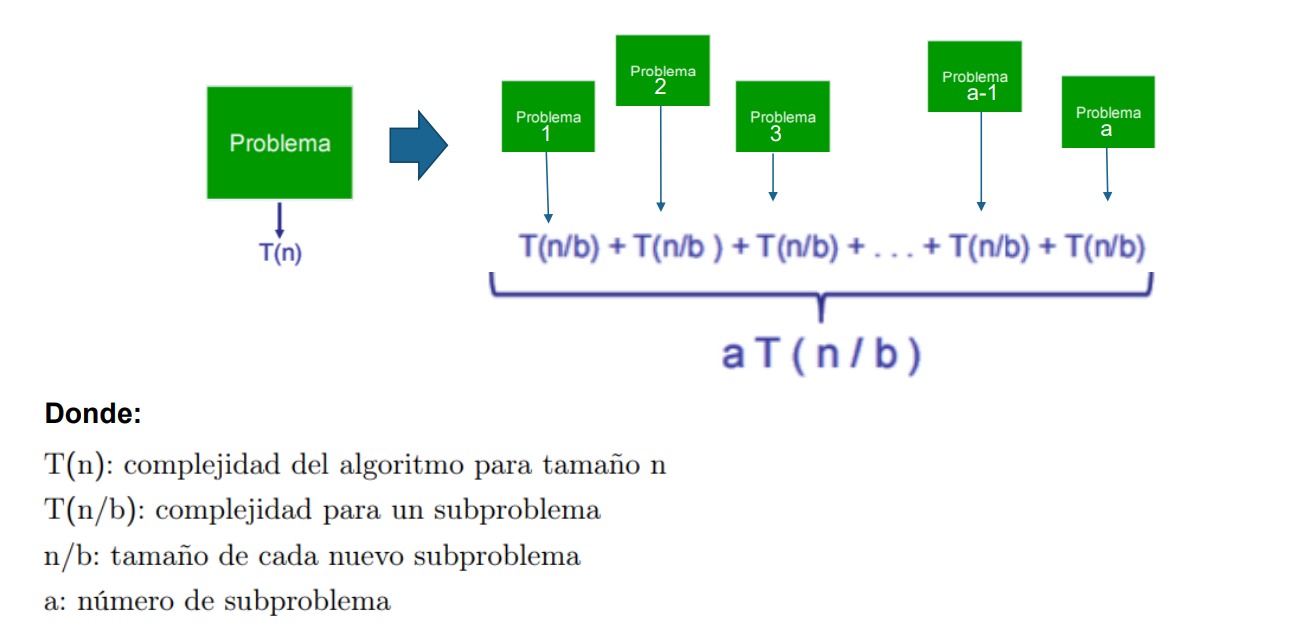 Problema
T(n)
Problema
1
Problema
2
Problema
3
Problema
a-1
Problema
a
T(n/b) + T(n/b ) + T(n/b) + . . . + T(n/b) + T(n/b)
a T ( n / b )
Donde:
T(n): complejidad del algoritmo para tamaño n
T(n/b): complejidad para un subproblema
n/b: tamaño de cada nuevo subproblema
a: número de subproblema